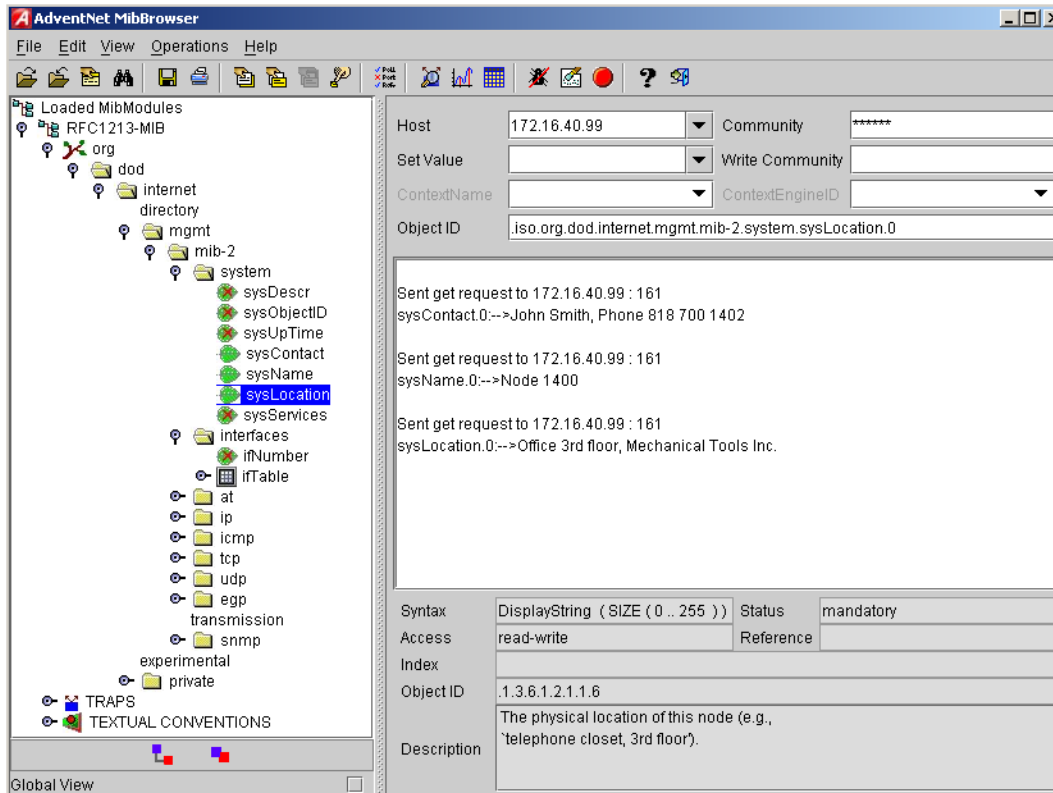 AdventNet MibBrowser
File Edit View Operations Help
Loaded MibModules
RFC1213-MIB
org
dod
internet
directory
mgmt
mib-2
system
sysDescr
sysObjectID
sysUpTime
sysContact
sysName
sysLocation
sysServices
interfaces
ifNumber
ifTable
at
ip
icmp
tcp
udp
egp
transmission
snmp
experimental
private
TRAPS
TEXTUAL CONVENTIONS
Global View
Host 172.16.40.99 Community ******
Set Value Write Community
ContextName ContextEngineID
Object ID .iso.org.dod.internet.mgmt.mib-2.system.sysLocation.0
Sent get request to 172.16.40.99 : 161
sysContact.0:-->John Smith, Phone 818 700 1402
Sent get request to 172.16.40.99 : 161
sysName.0:-->Node 1400
Sent get request to 172.16.40.99 : 161
sysLocation.0:-->Office 3rd floor, Mechanical Tools Inc.
Syntax DisplayString ( SIZE ( 0 .. 255 ) ) Status mandatory
Access read-write Reference
Index
Object ID .1.3.6.1.2.1.1.6
Description The physical location of this node (e.g.,
`telephone closet, 3rd floor').